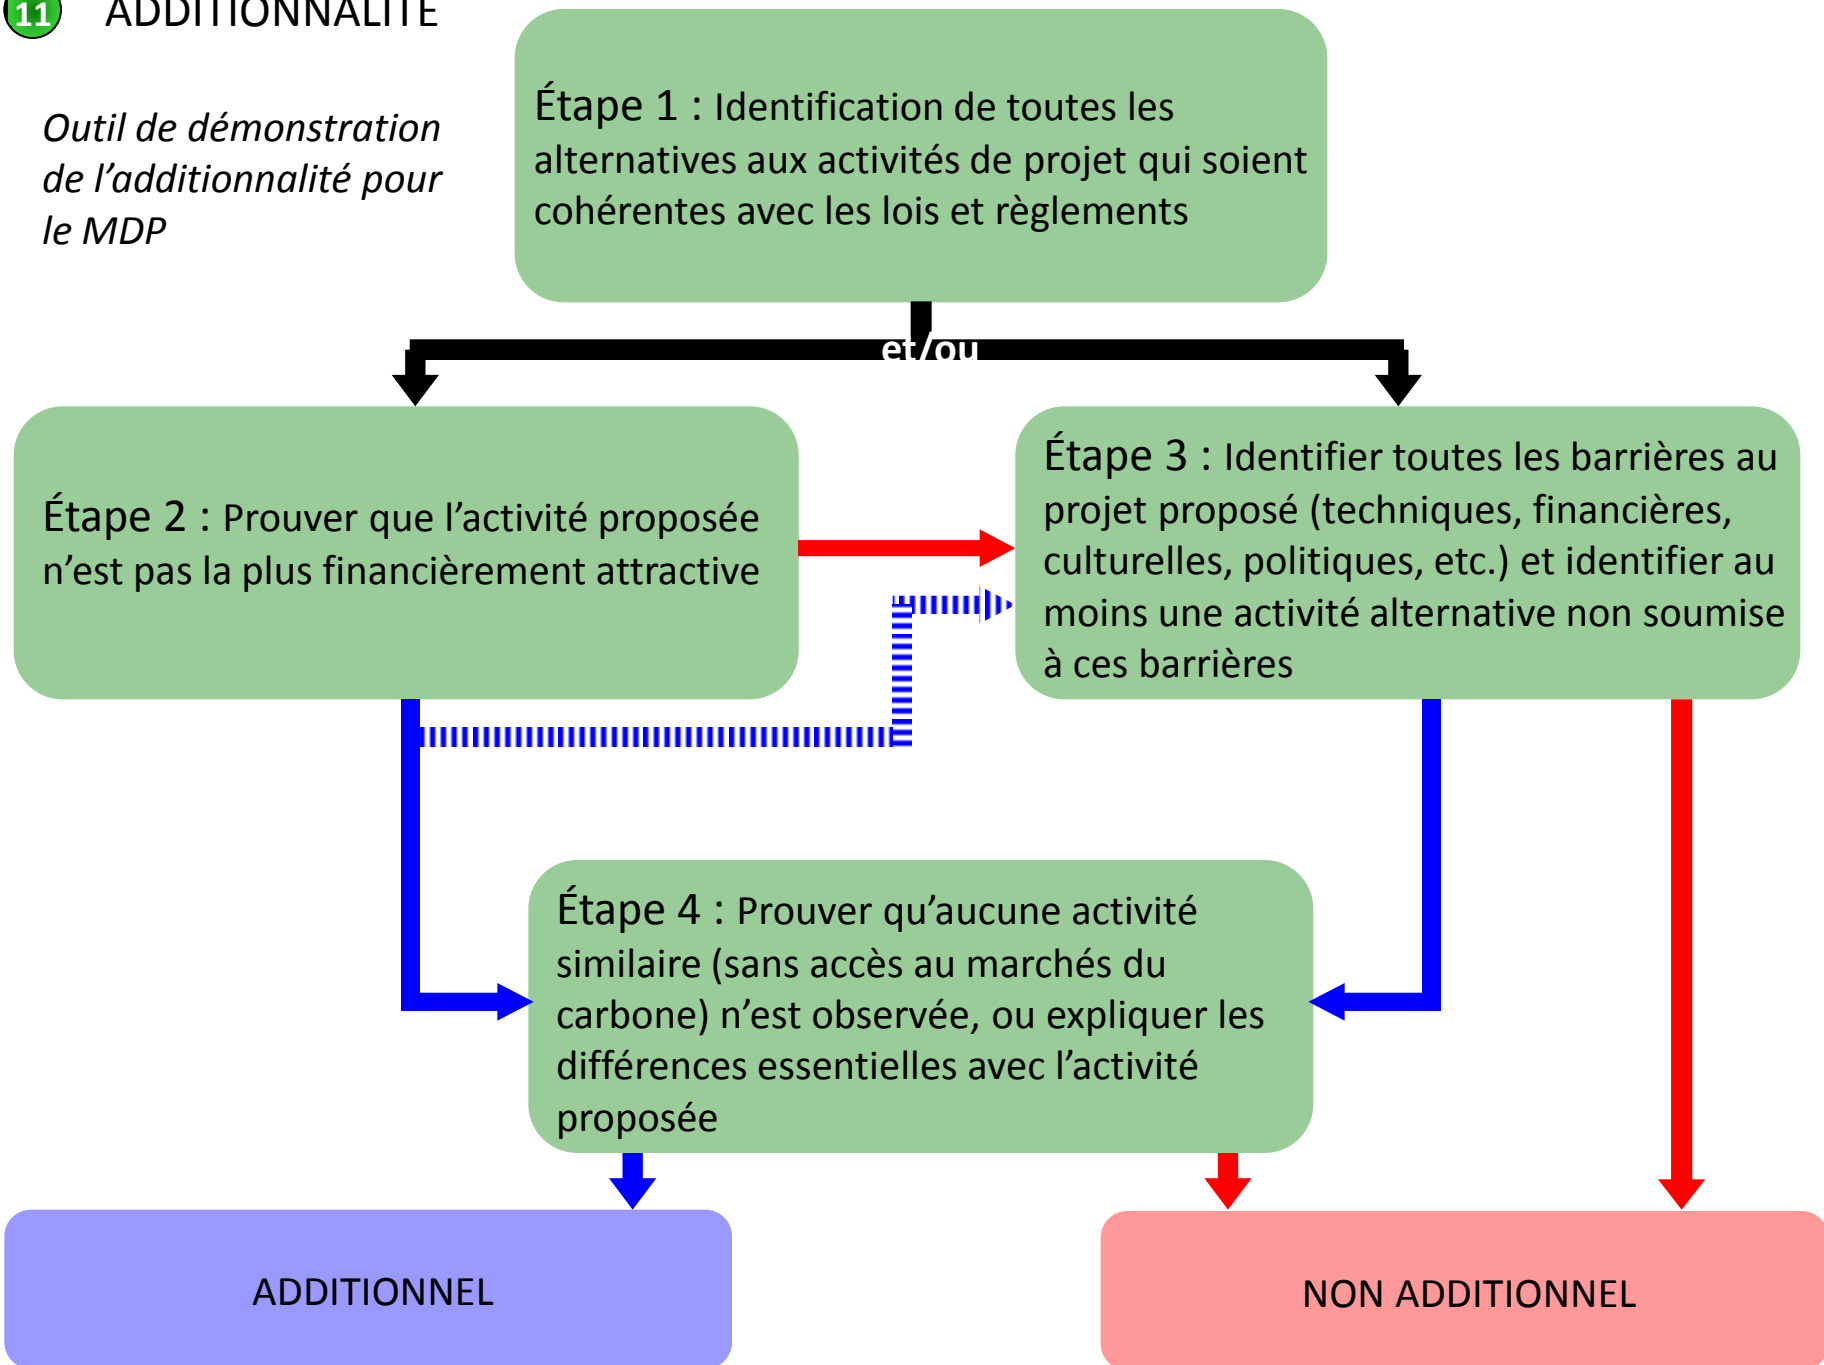 11 ADDITIONNALITÉ
Outil de démonstration
de l’additionnalité pour
le MDP
Étape 1 : Identification de toutes les
alternatives aux activités de projet qui soient
cohérentes avec les lois et règlements
et/ou
Étape 2 : Prouver que l’activité proposée
n’est pas la plus financièrement attractive
Étape 3 : Identifier toutes les barrières au
projet proposé (techniques, financières,
culturelles, politiques, etc.) et identifier au
moins une activité alternative non soumise
à ces barrières
Étape 4 : Prouver qu’aucune activité
similaire (sans accès au marchés du
carbone) n’est observée, ou expliquer les
différences essentielles avec l’activité
proposée
ADDITIONNEL
NON ADDITIONNEL